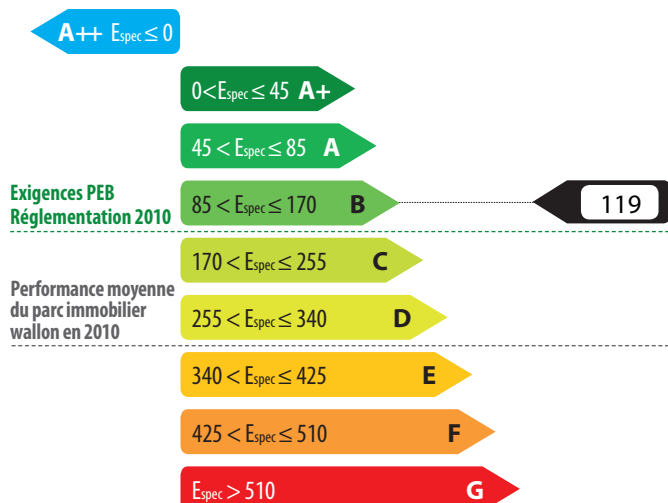 A++ Espec ≤ 0
0<Espec ≤ 45 A+
45 < Espec ≤ 85 A
Exigences PEB
Réglementation 2010
85 < Espec ≤ 170 B
119
170 < Espec ≤ 255 C
Performance moyenne
du parc immobilier
wallon en 2010
255 < Espec ≤ 340 D
340 < Espec ≤ 425 E
425 < Espec ≤ 510 F
Espec > 510 G